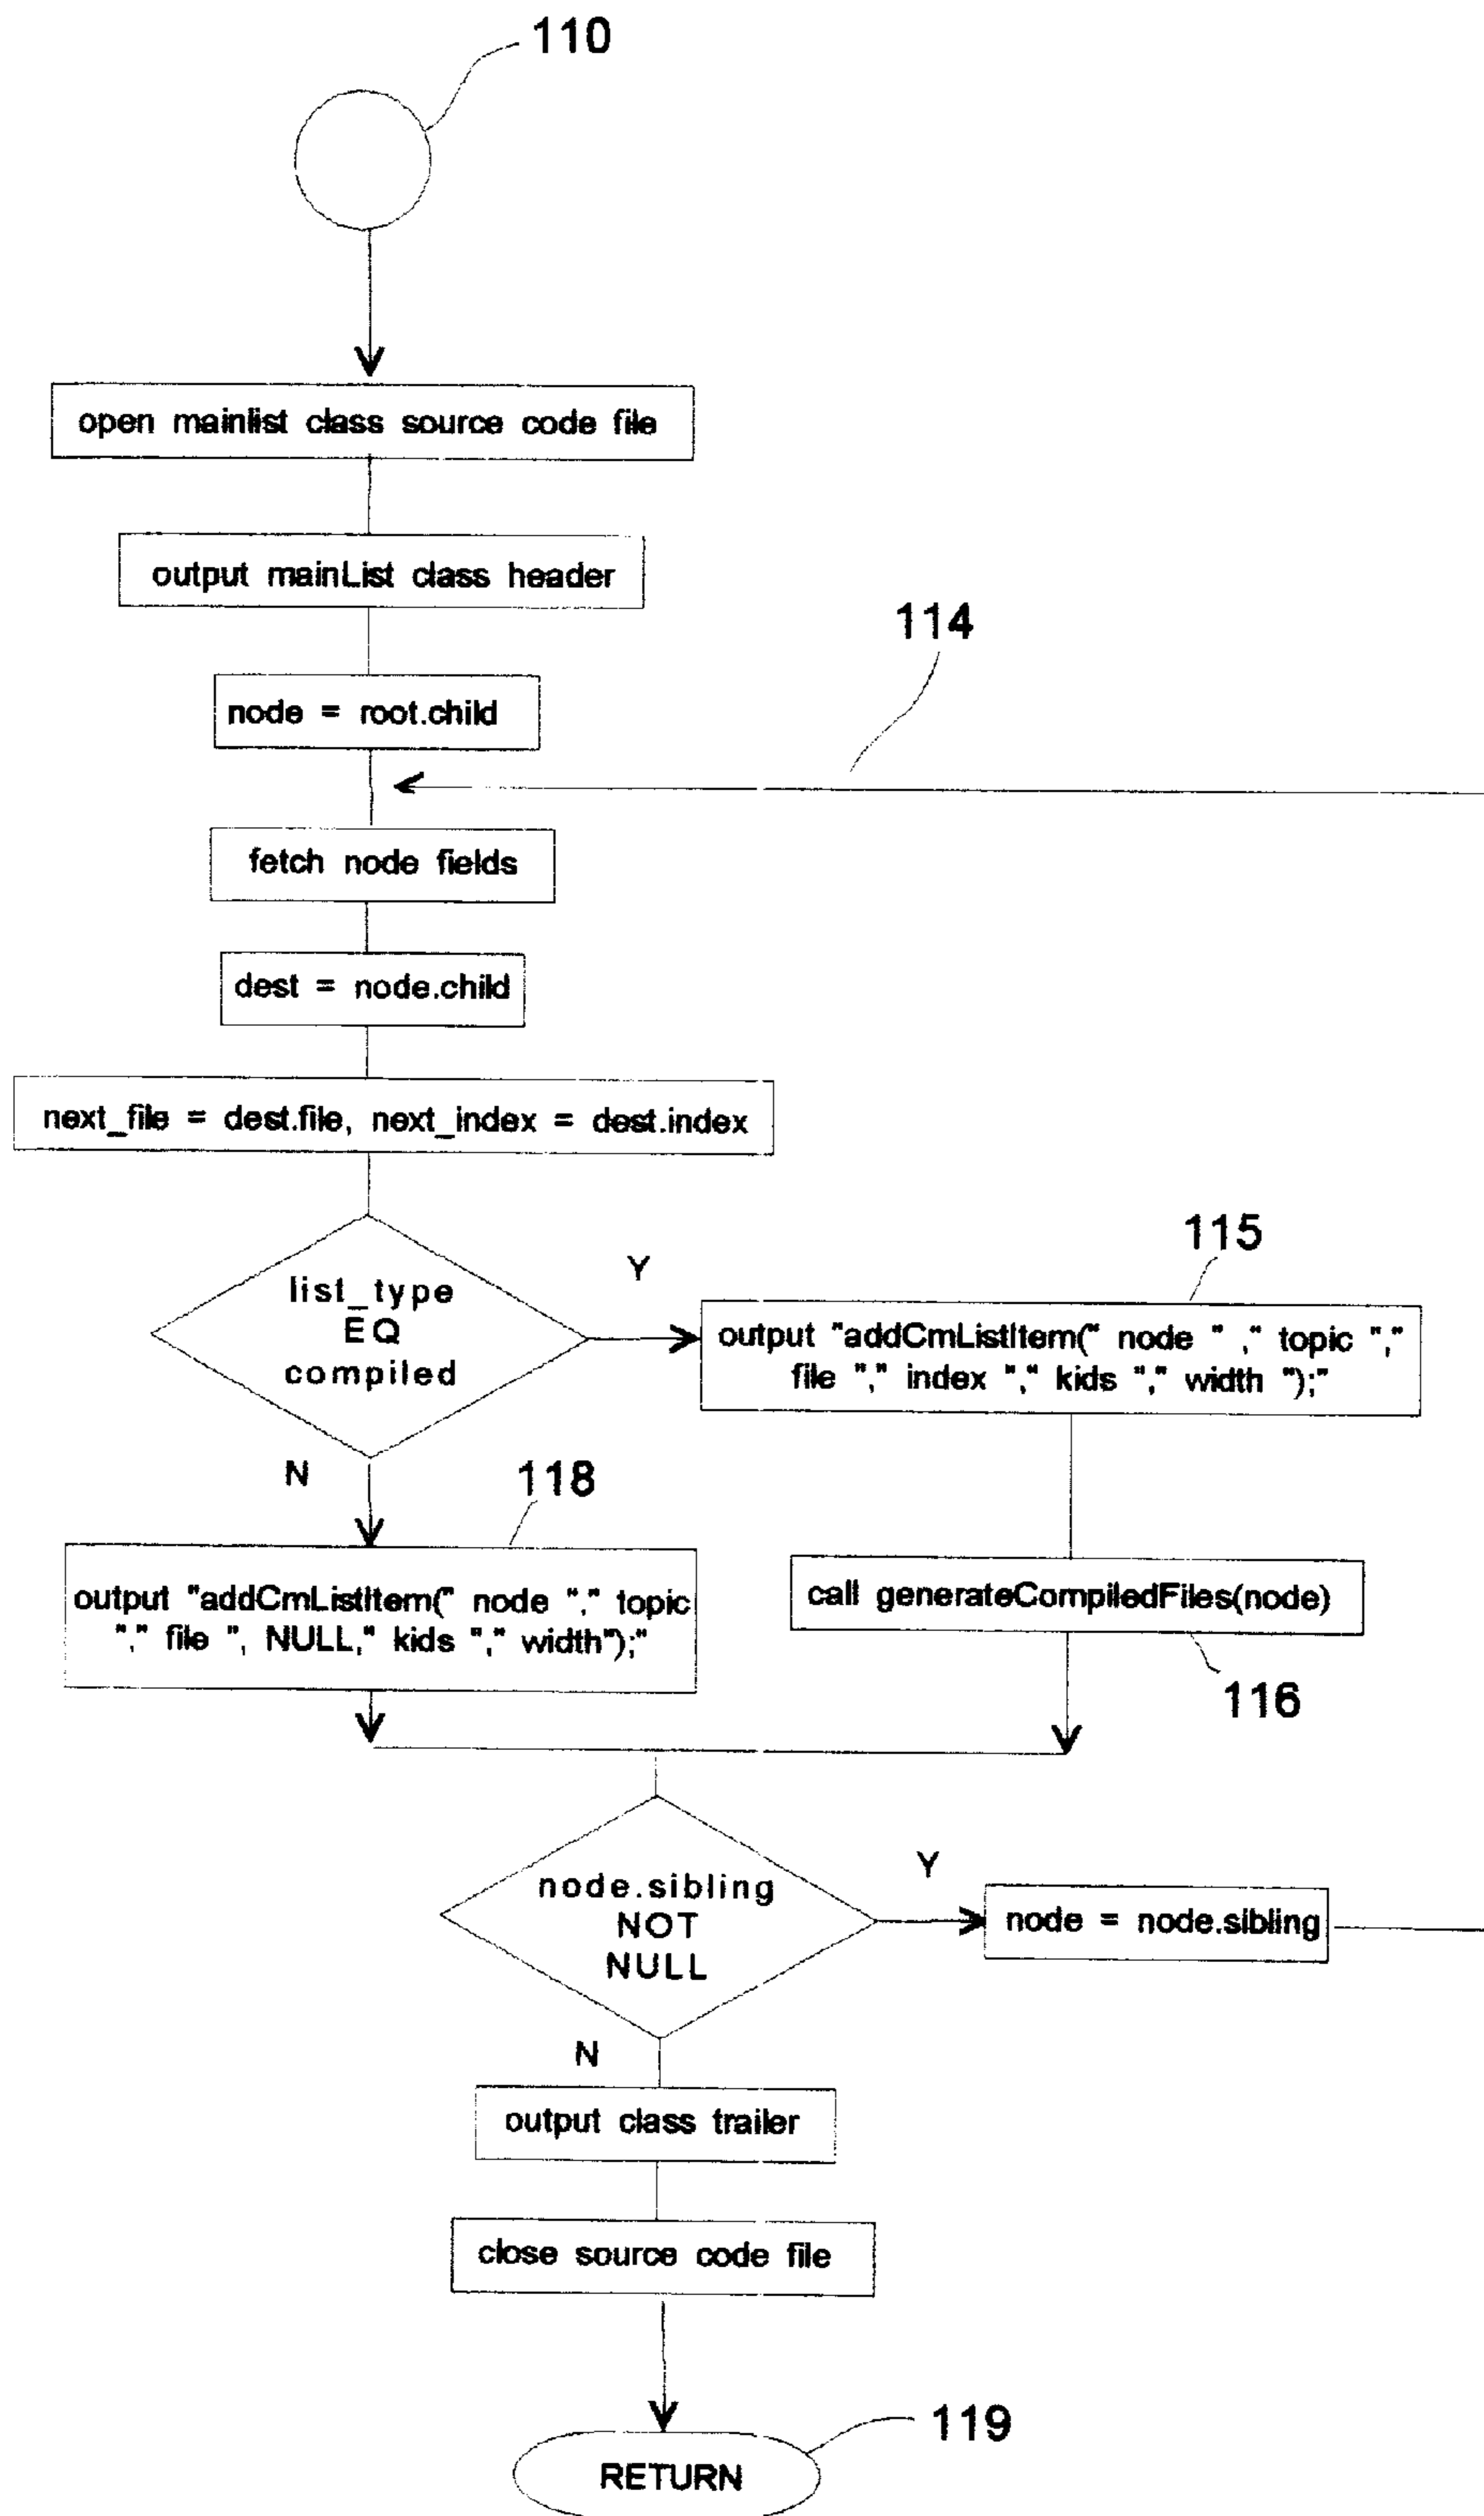 110
open mainlist class source code file
output mainList class header
114
node = root.child
fetch node fields
dest = node.child
next_file = dest.file, next_index = dest.index
115
list_type
EQ
compiled
Y
output "addCmListItem(" node " ," topic ","
file "," index "," kids "," width ");"
N
118
output "addCmListItem(" node "," topic
"," file ", NULL," kids "," width");"
call generateCompiledFiles(node)
116
node.sibling
NOT
NULL
Y
node = node.sibling
N
output class trailer
close source code file
119
RETURN